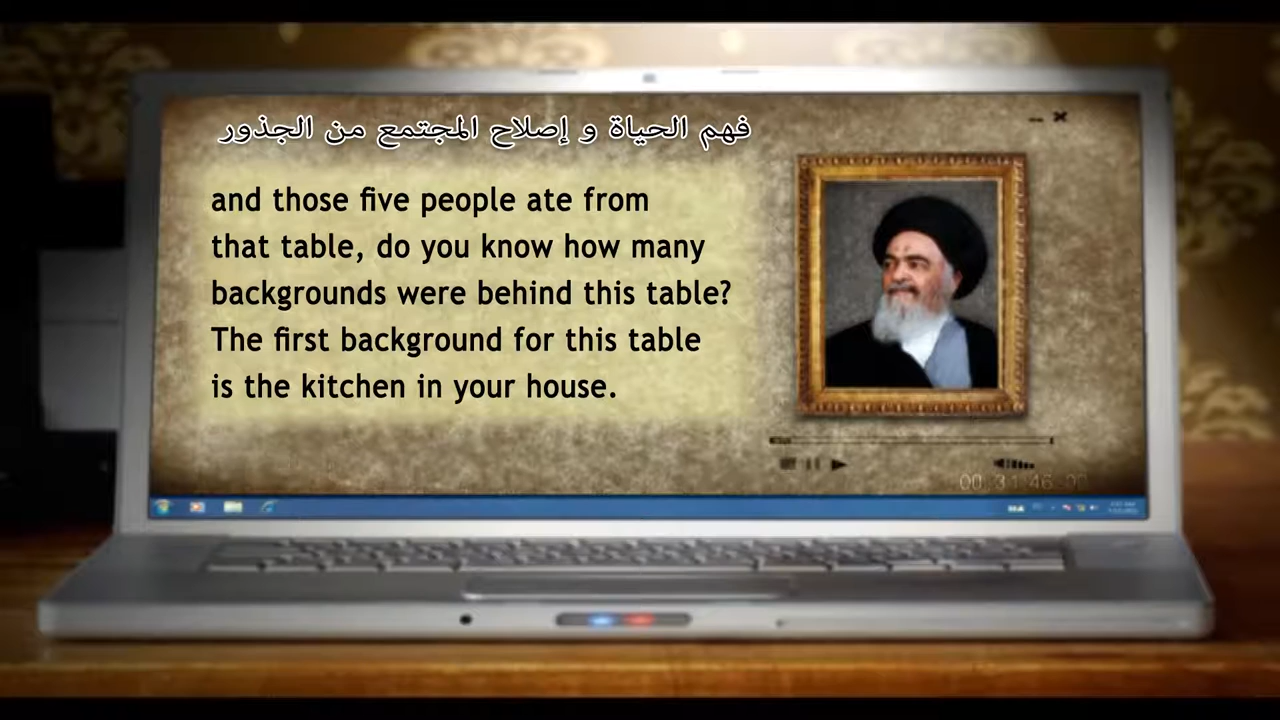 فهم الحياة و إصلاح المجتمع من الجذور
and those five people ate from
that table, do you know how many
backgrounds were behind this table?
The first background for this table
is the kitchen in your house.